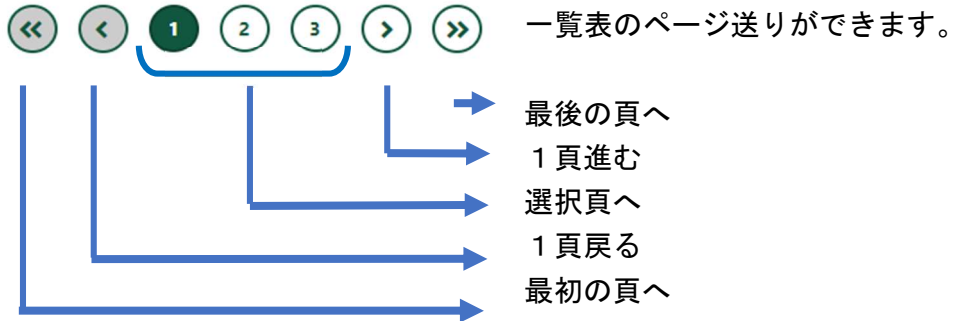 ≪ < 1 2 3 > ≫ 一覧表のページ送りができます。
最後の頁へ
１頁進む
選択頁へ
１頁戻る
最初の頁へ